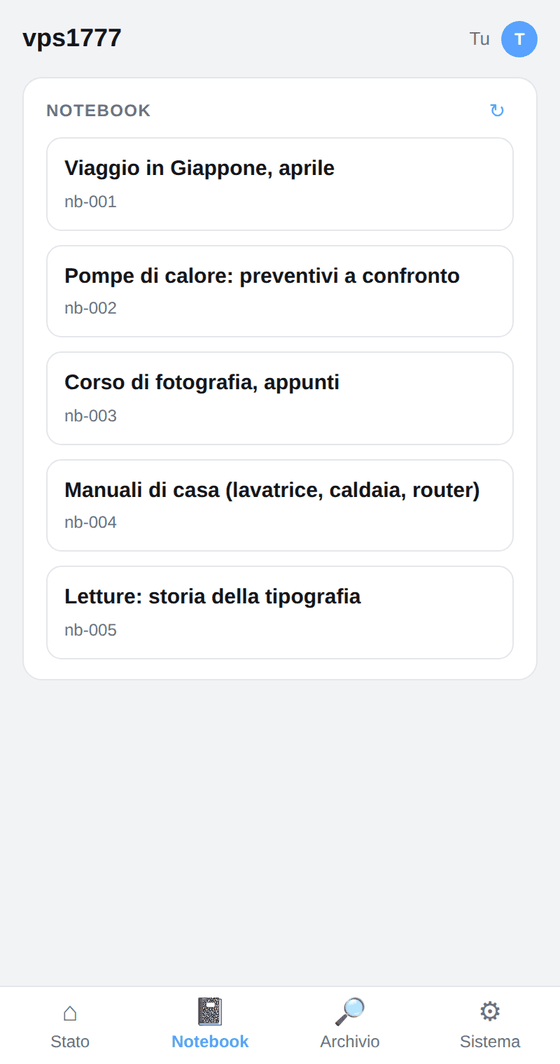 vps1777
Tu
T
NOTEBOOK
Viaggio in Giappone, aprile
nb-001
Pompe di calore: preventivi a confronto
nb-002
Corso di fotografia, appunti
nb-003
Manuali di casa (lavatrice, caldaia, router)
nb-004
Letture: storia della tipografia
nb-005
Stato
Notebook
Archivio
Sistema